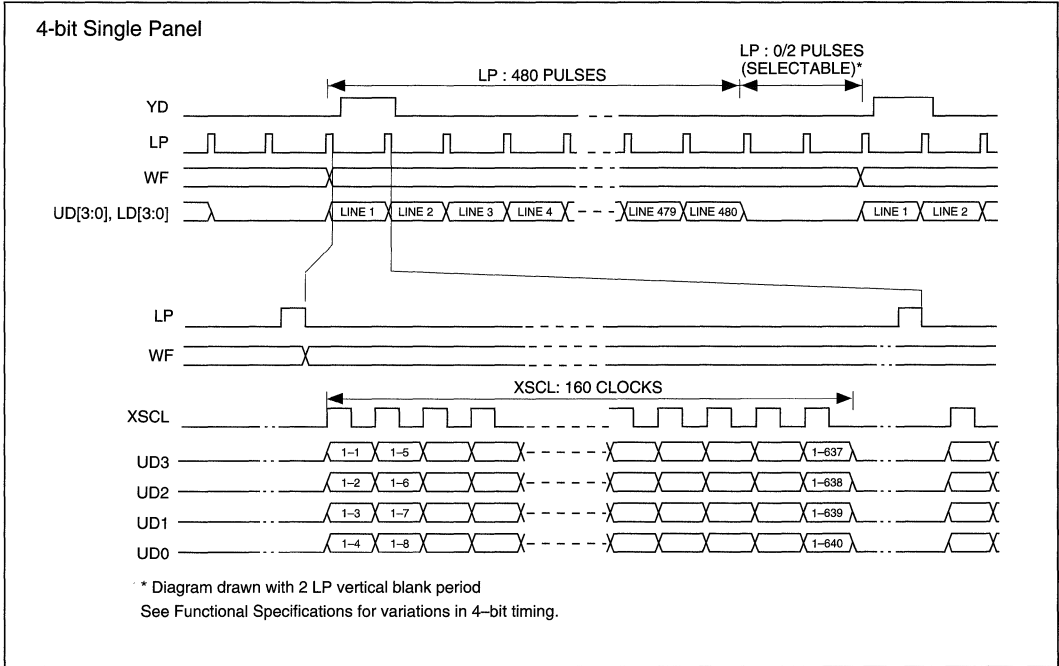 4-bit Single Panel
LP : 480 PULSES
LP : 0/2 PULSES
(SELECTABLE)*
YD
LP
WF
UD[3:0], LD[3:0]
LINE 1 LINE 2 LINE 3 LINE 4 LINE 479 LINE 480 LINE 1 LINE 2
LP
WF
XSCL: 160 CLOCKS
XSCL
UD3 1–1 1–5 1–637
UD2 1–2 1–6 1–638
UD1 1–3 1–7 1–639
UD0 1–4 1–8 1–640
* Diagram drawn with 2 LP vertical blank period
See Functional Specifications for variations in 4–bit timing.